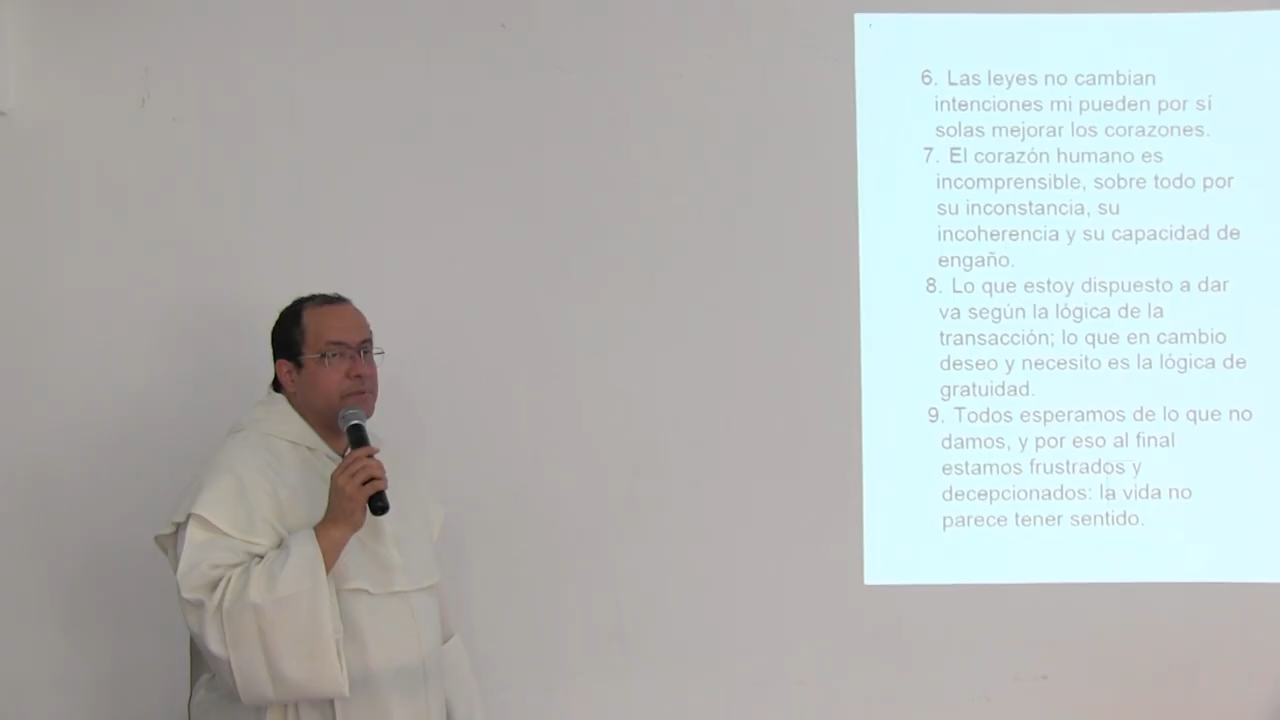 6. Las leyes no cambian
intenciones mi pueden por sí
solas mejorar los corazones.
7. El corazón humano es
incomprensible, sobre todo por
su inconstancia, su
incoherencia y su capacidad de
engaño.
8. Lo que estoy dispuesto a dar
va según la lógica de la
transacción; lo que en cambio
deseo y necesito es la lógica de
gratuidad.
9. Todos esperamos de lo que no
damos, y por eso al final
estamos frustrados y
decepcionados: la vida no
parece tener sentido.